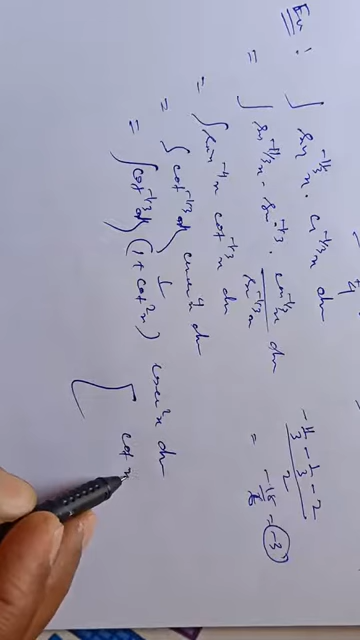 Ex:
∫ sin^{-11/3} x · cos^{-1/3} x dx
= ∫ sin^{-11/3} x · sin^{-1/3} · cos^{-1/3} x / sin^{-1/3} x dx
= ∫ sin^{-4} x cot^{-1/3} x dx
= ∫ cot^{-1/3} x cosec^4 x dx
= ∫ cot^{-1/3} x (1 + cot^2 x) cosec^2 x dx
cot x
-11/3 - 1/3 - 2
2
= -18/6 = -3